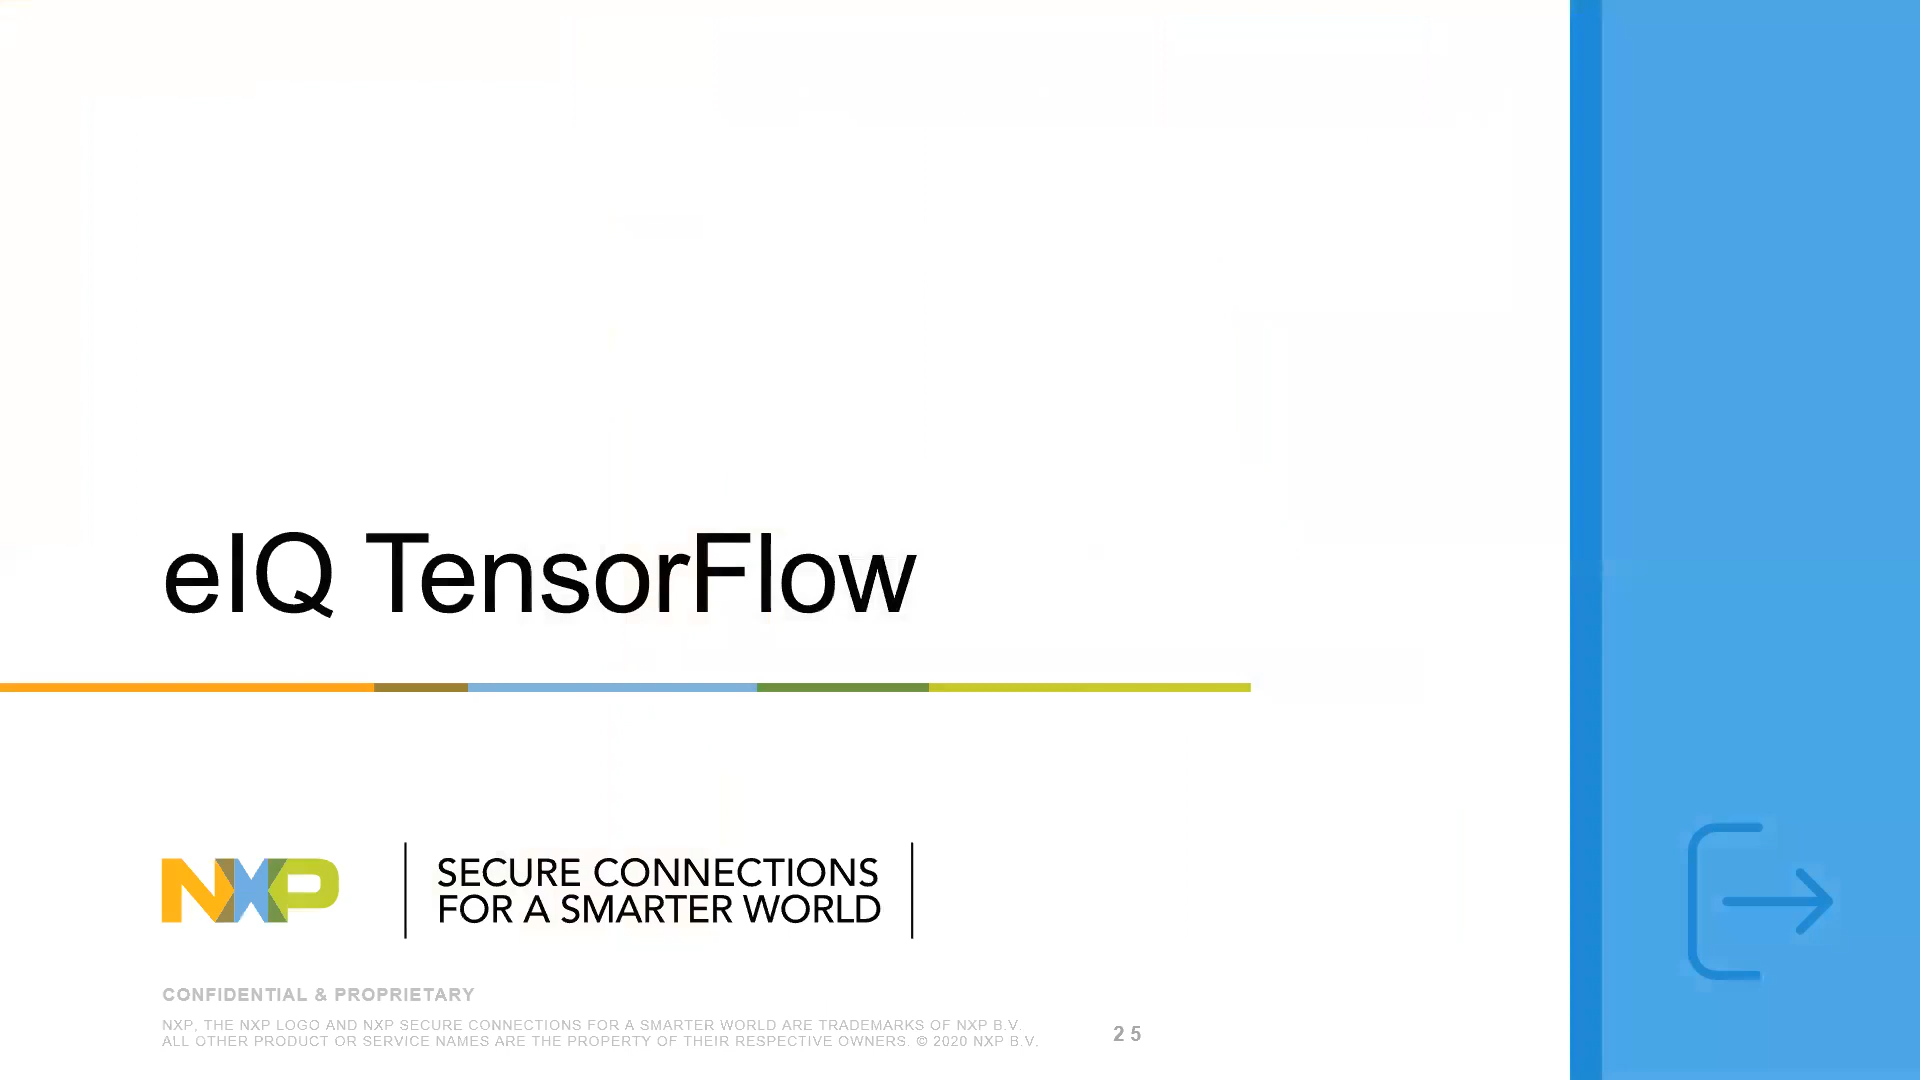 eIQ TensorFlow
NXP
SECURE CONNECTIONS
FOR A SMARTER WORLD
CONFIDENTIAL & PROPRIETARY
NXP, THE NXP LOGO AND NXP SECURE CONNECTIONS FOR A SMARTER WORLD ARE TRADEMARKS OF NXP B.V.
ALL OTHER PRODUCT OR SERVICE NAMES ARE THE PROPERTY OF THEIR RESPECTIVE OWNERS. © 2020 NXP B.V.
25